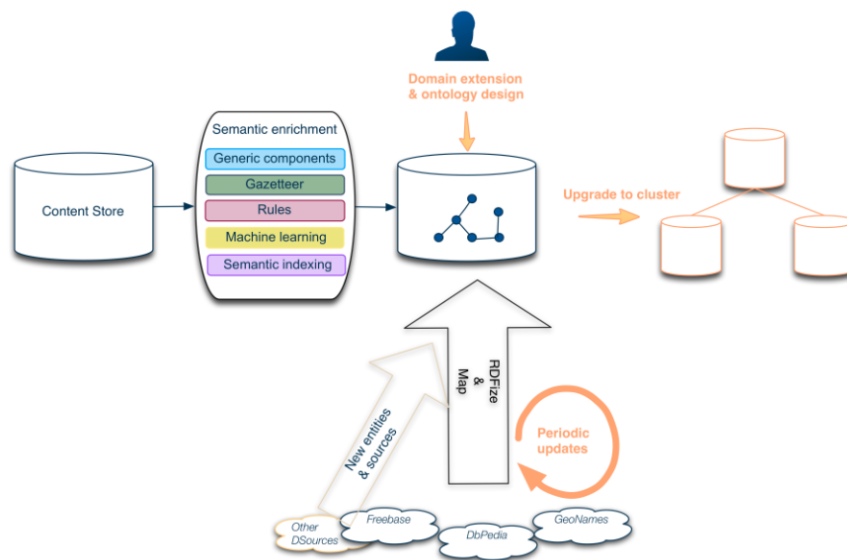 Domain extension
& ontology design
Semantic enrichment
Generic components
Gazetteer
Rules
Machine learning
Semantic indexing
Content Store
Upgrade to cluster
RDFize
&
Map
New entities
& sources
Periodic
updates
Other
DSources
Freebase
DbPedia
GeoNames